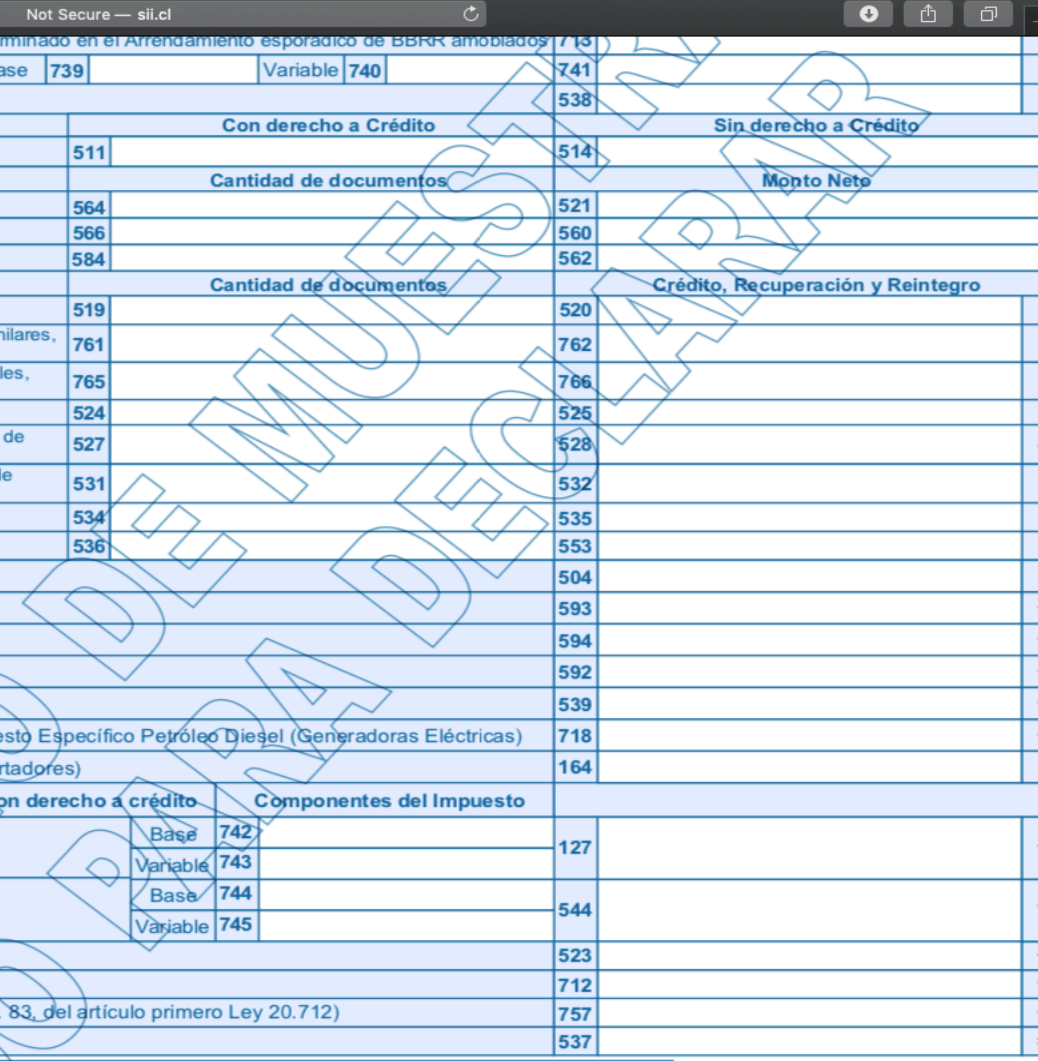 Not Secure — sii.cl
minado en el Arrendamiento esporádico de BBRR amoblados 713
739 Variable 740 741
538
Con derecho a Crédito Sin derecho a Crédito
511 514
Cantidad de documentos Monto Neto
564 521
566 560
584 562
Cantidad de documentos Crédito, Recuperación y Reintegro
519 520
milares, 761 762
les, 765 766
524 525
de 527 528
de 531 532
534 535
536 553
504
593
594
592
539
esto Específico Petróleo Diesel (Generadoras Eléctricas) 718
rtadores) 164
on derecho a crédito Componentes del Impuesto
Base 742 127
Variable 743
Base 744 544
Variable 745
523
712
83, del artículo primero Ley 20.712) 757
537
DE MUESTR
PARA DECLARAR